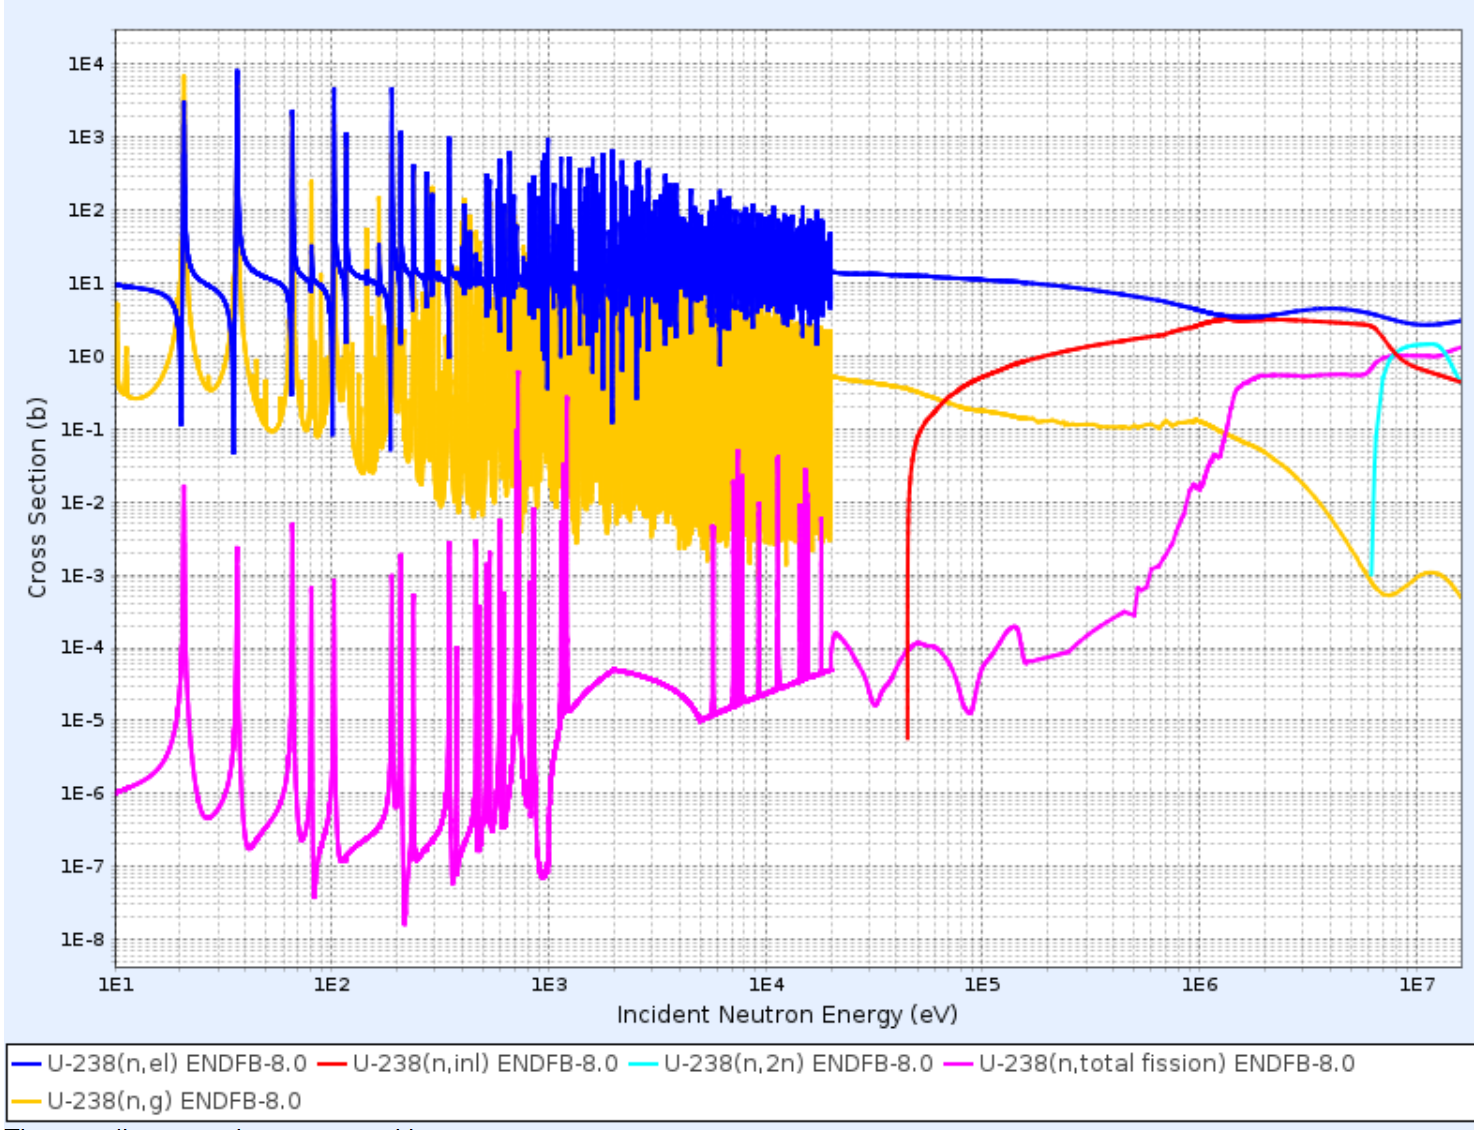 1E4
1E3
1E2
1E1
1E0
1E-1
1E-2
1E-3
1E-4
1E-5
1E-6
1E-7
1E-8
Cross Section (b)
1E1 1E2 1E3 1E4 1E5 1E6 1E7
Incident Neutron Energy (eV)
U-238(n,el) ENDFB-8.0 U-238(n,inl) ENDFB-8.0 U-238(n,2n) ENDFB-8.0 U-238(n,total fission) ENDFB-8.0
U-238(n,g) ENDFB-8.0